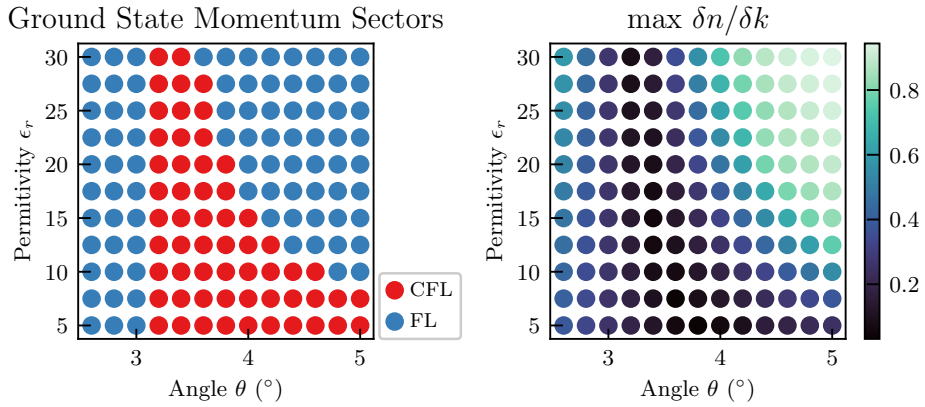 Ground State Momentum Sectors
max δn/δk
30
25
20
15
10
5
Permitivity ϵr
3
4
5
Angle θ (°)
CFL
FL
30
25
20
15
10
5
Permitivity ϵr
3
4
5
Angle θ (°)
0.8
0.6
0.4
0.2